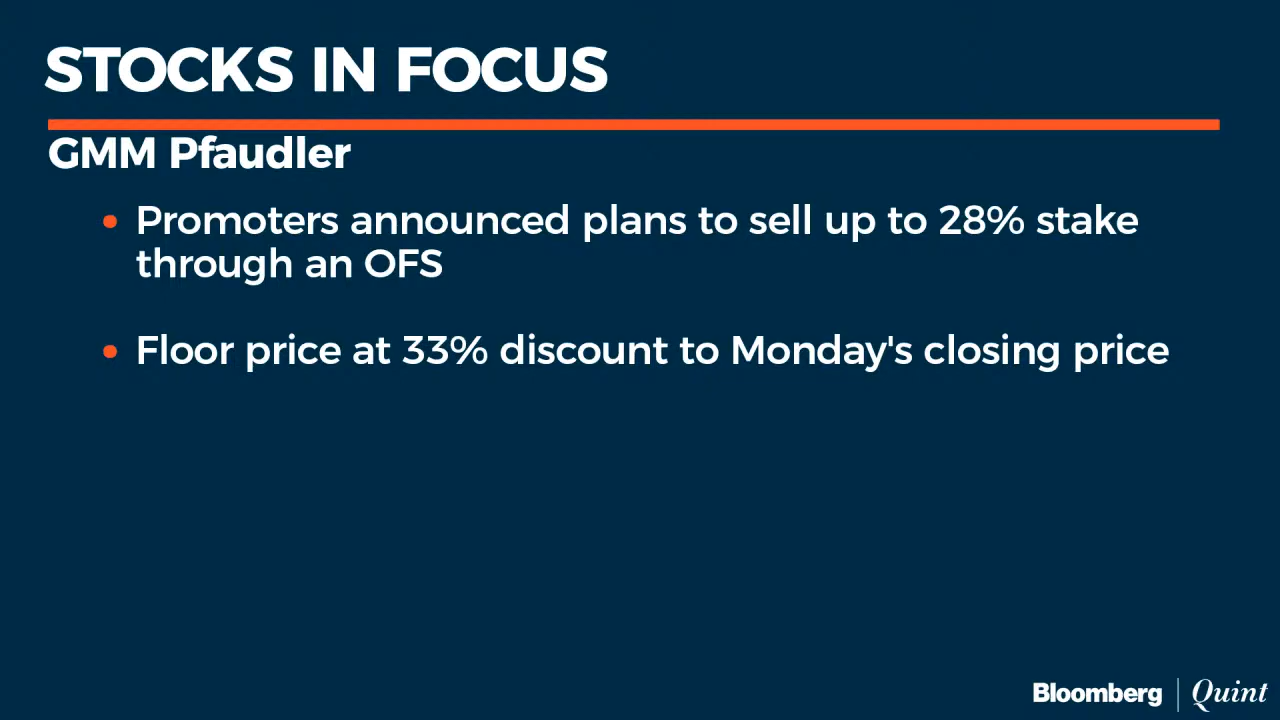 STOCKS IN FOCUS
GMM Pfaudler
• Promoters announced plans to sell up to 28% stake
through an OFS
• Floor price at 33% discount to Monday's closing price
Bloomberg | Quint